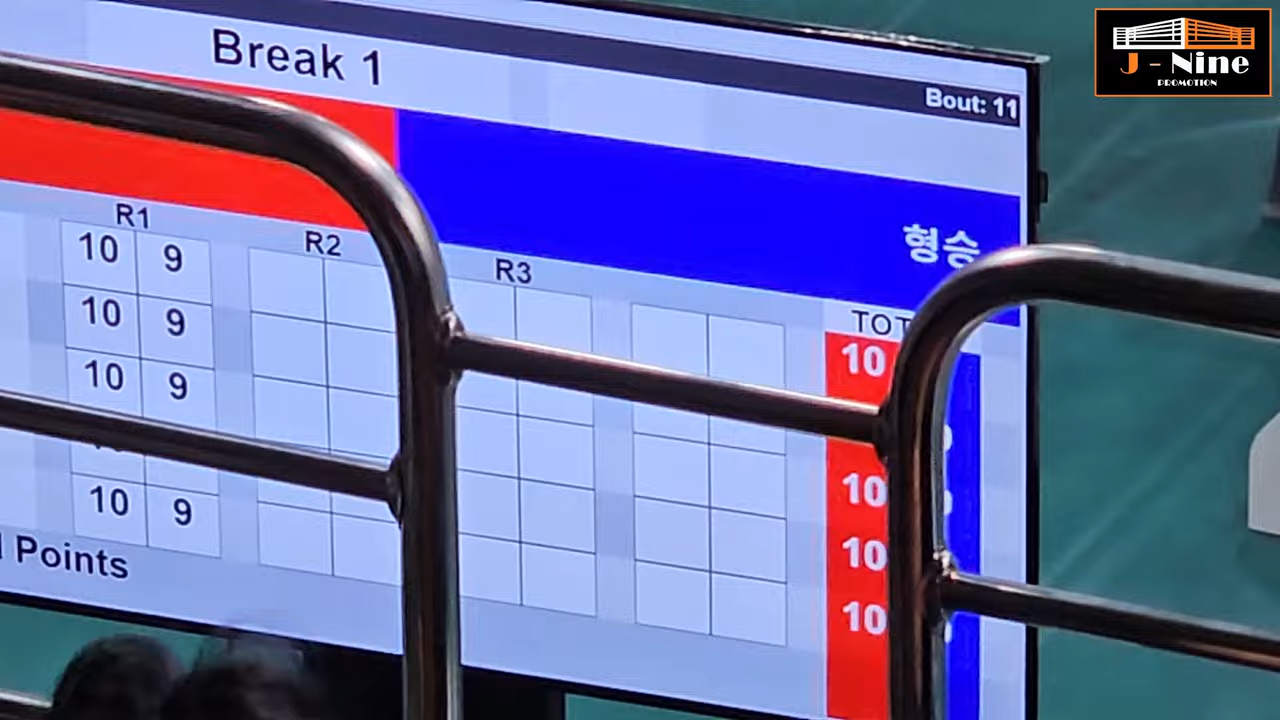 J - Nine
PROMOTION
Break 1
Bout: 11
형승
R1
R2
R3
TOT
10 9
10 9
10 9
10 9
Points
10
10
10
10